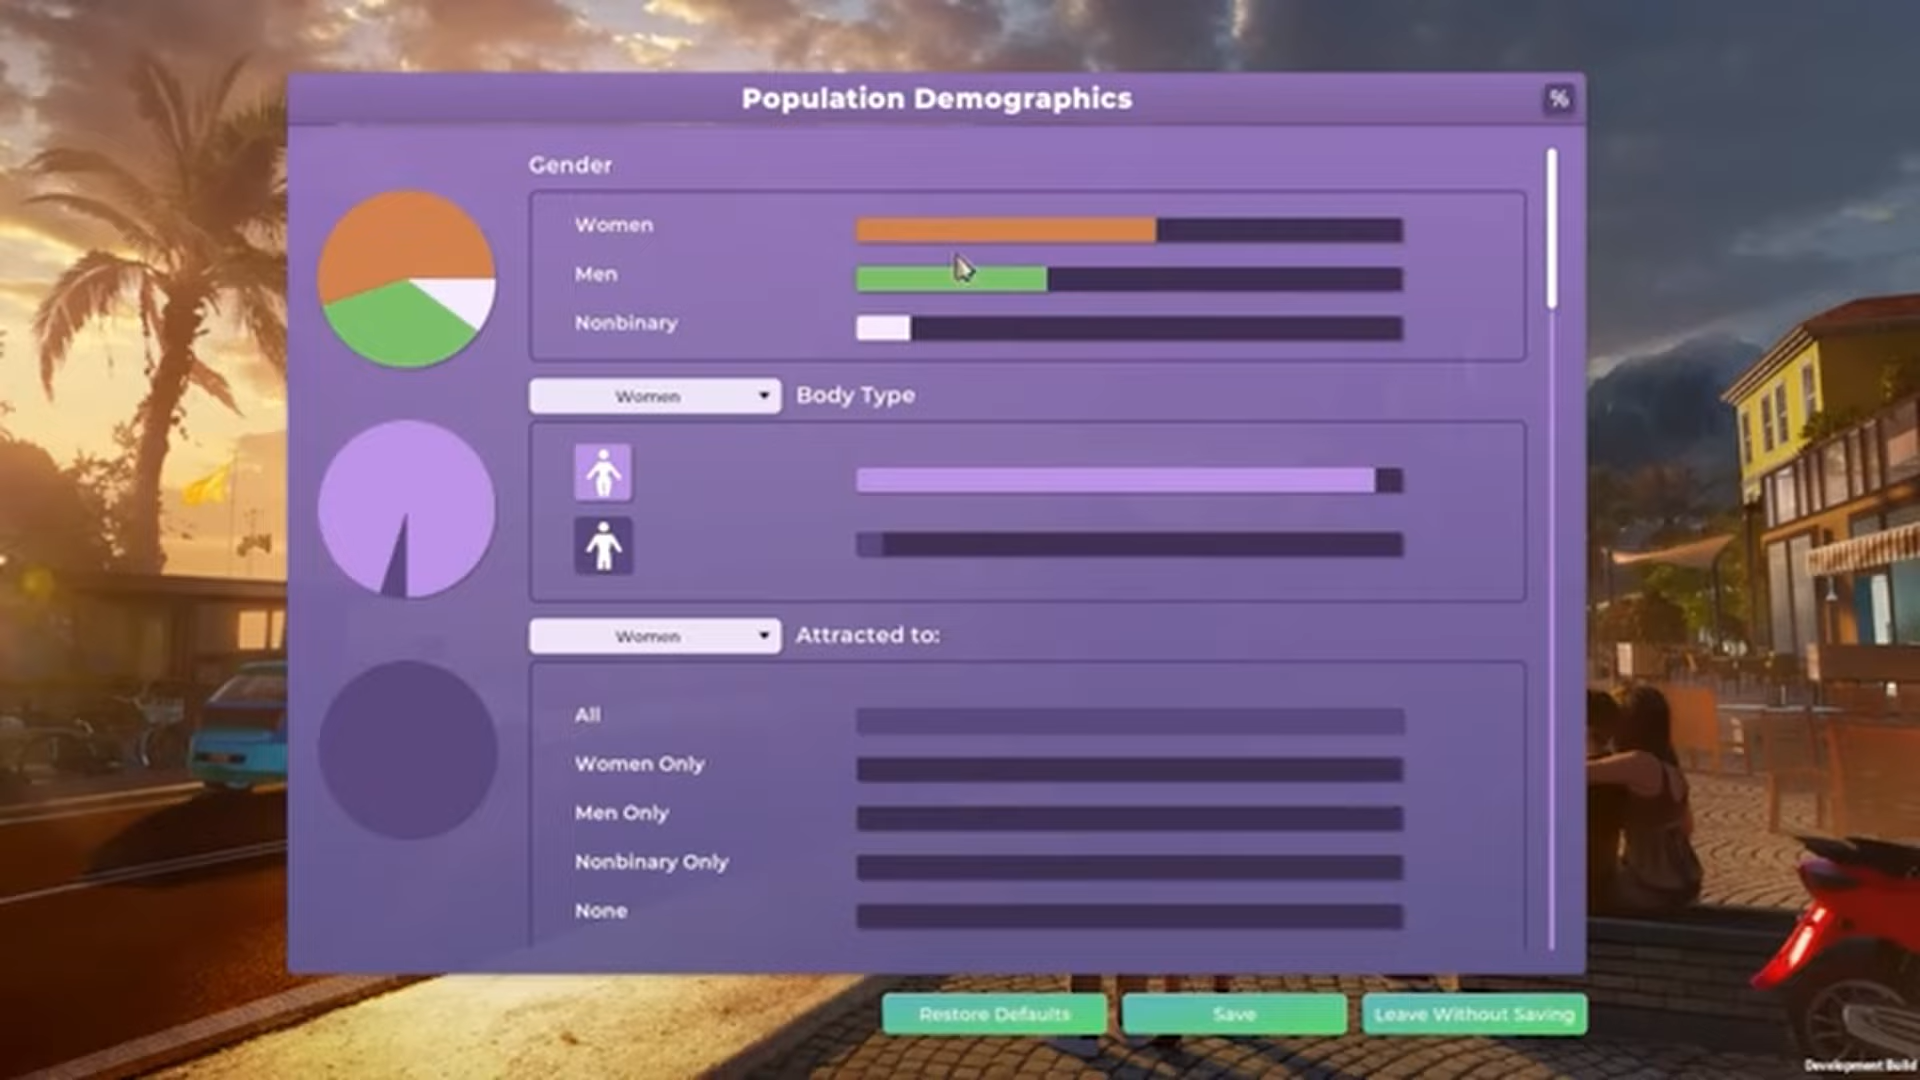 Population Demographics
%
Gender
Women
Men
Nonbinary
Women
Body Type
Women
Attracted to:
All
Women Only
Men Only
Nonbinary Only
None
Restore Defaults
Save
Leave Without Saving
Development Build